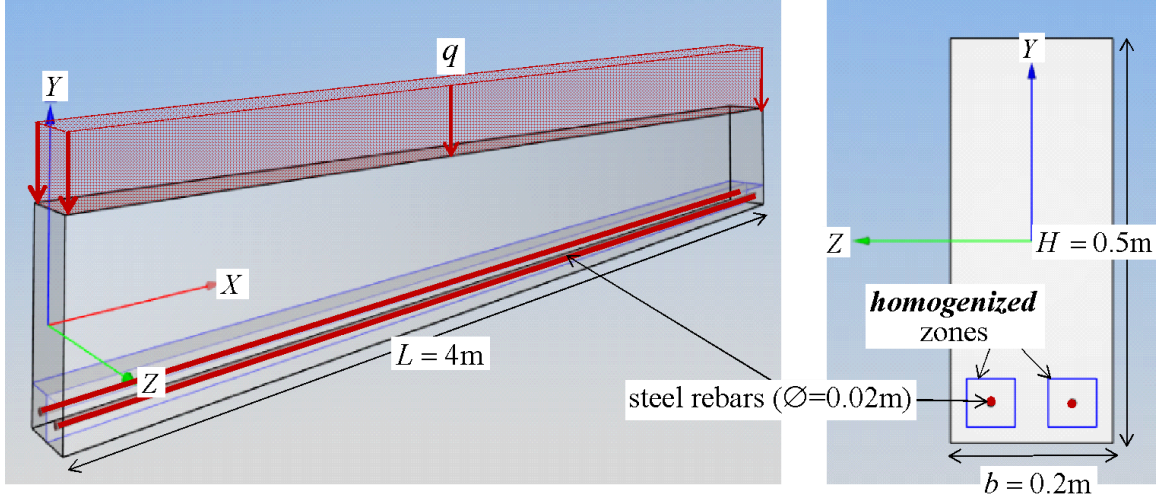 q
Y
X
Z
L = 4m
steel rebars (∅=0.02m)
Y
Z
H = 0.5m
homogenized
zones
b = 0.2m